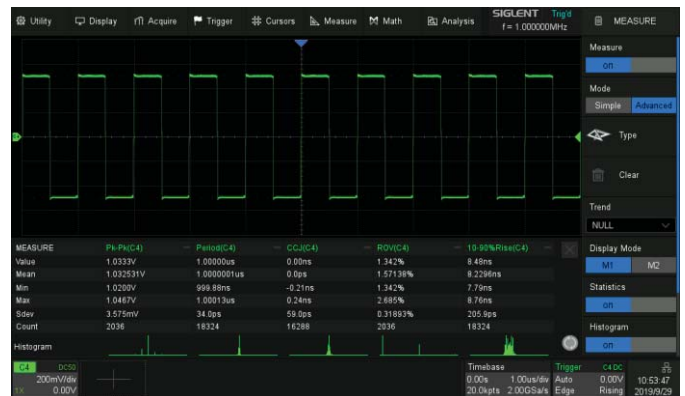 Utility Display Acquire Trigger Cursors Measure Math Analysis SIGLENT Trig'd MEASURE
f = 1.000000MHz
Measure
on
Mode
Simple Advanced
Type
Clear
Trend
NULL
Display Mode
M1 M2
Statistics
on
Histogram
on
MEASURE Pk-Pk(C4) Period(C4) CCJ(C4) ROV(C4) 10-90%Rise(C4)
Value 1.0333V 1.00000us 0.00ns 1.342% 8.48ns
Mean 1.032531V 1.0000001us 0.0ps 1.57138% 8.2296ns
Min 1.0200V 999.88ns -0.21ns 1.342% 7.79ns
Max 1.0467V 1.00013us 0.24ns 2.685% 8.76ns
Sdev 3.575mV 34.0ps 59.0ps 0.31893% 205.9ps
Count 2036 18324 16288 2036 18324
Histogram
C4 DC50 Timebase Trigger C4 DC
200mV/div 0.00s 1.00us/div Auto 0.00V 10:53:47
1X 0.00V 20.0kpts 2.00GSa/s Edge Rising 2019/9/29